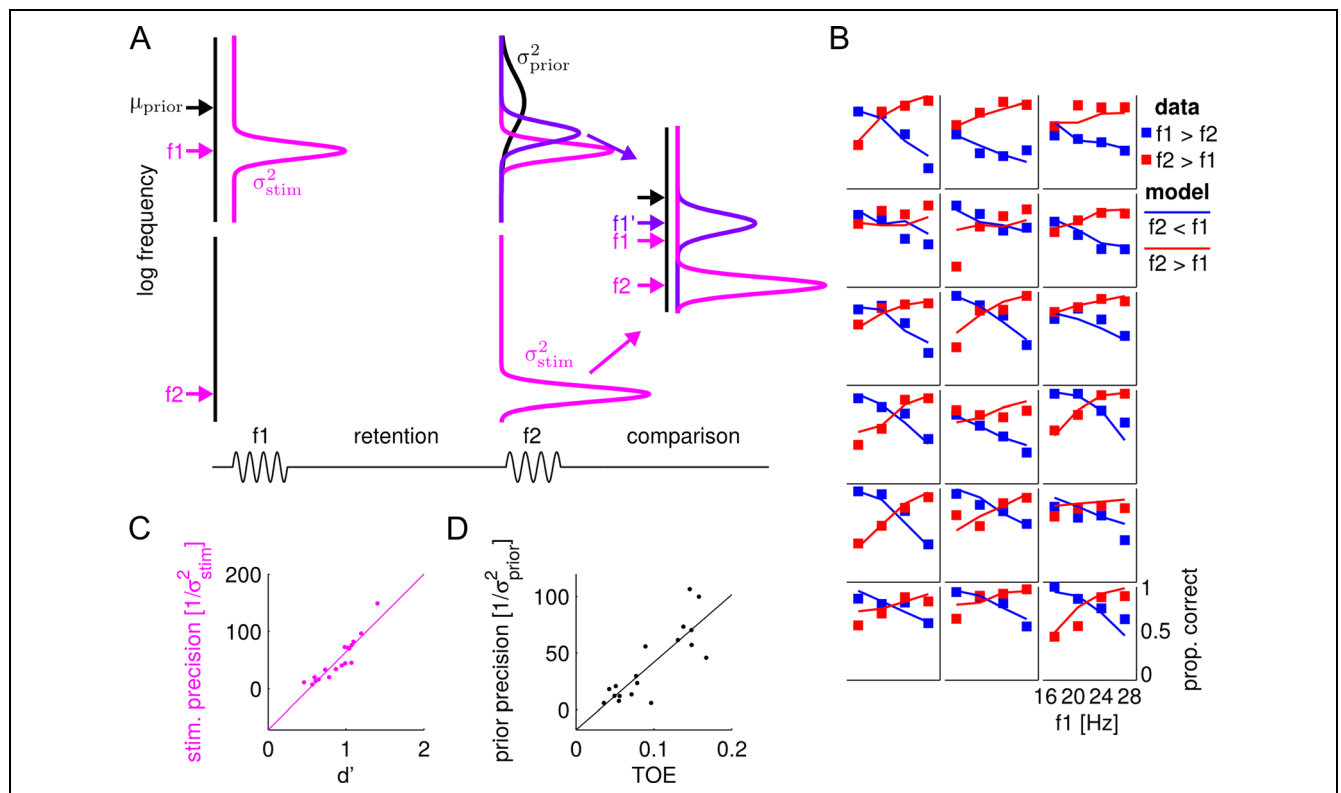 A
log frequency
μprior
f1
σ²stim
f2
σ²prior
f1'
f1
f2
σ²stim
f1
retention
f2
comparison
B
data
f1 > f2
f2 > f1
model
f2 < f1
f2 > f1
1
0.5
0
prop. correct
16 20 24 28
f1 [Hz]
C
stim. precision [1/σ²stim]
200
100
0
0
1
2
d'
D
prior precision [1/σ²prior]
100
50
0
0
0.1
0.2
TOE